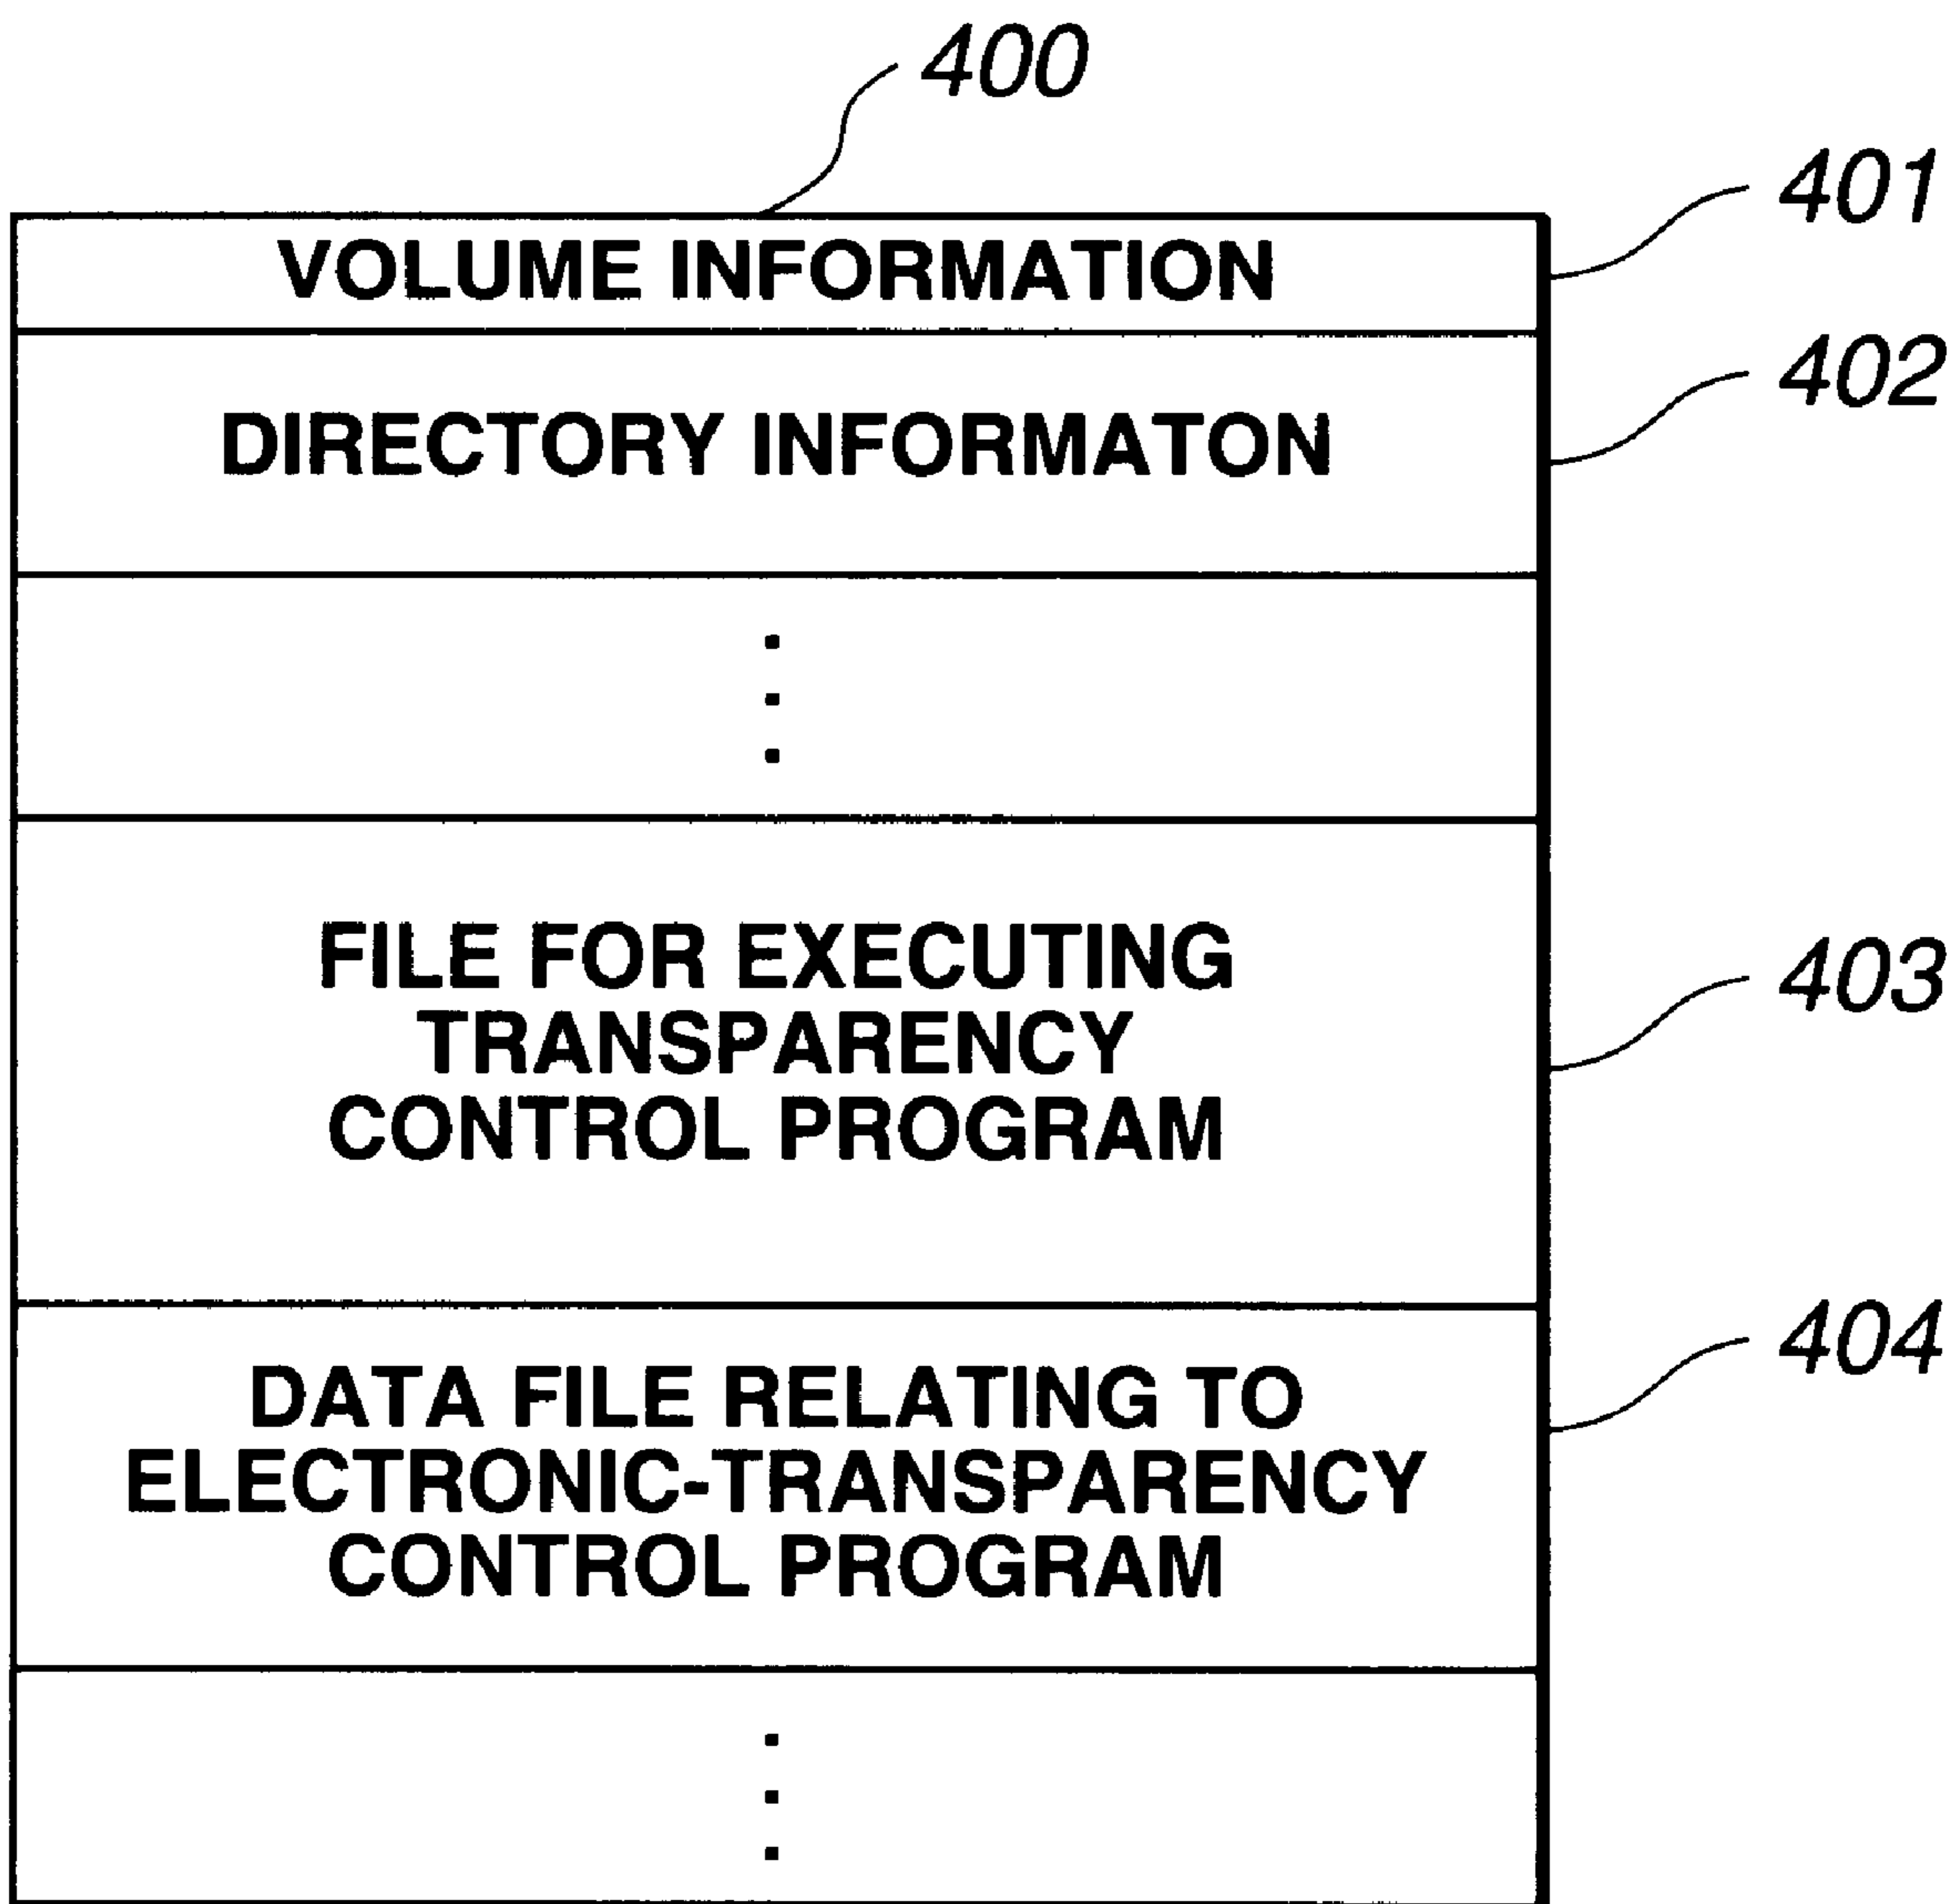 400
401
VOLUME INFORMATION
402
DIRECTORY INFORMATON
FILE FOR EXECUTING
TRANSPARENCY
CONTROL PROGRAM
403
404
DATA FILE RELATING TO
ELECTRONIC-TRANSPARENCY
CONTROL PROGRAM